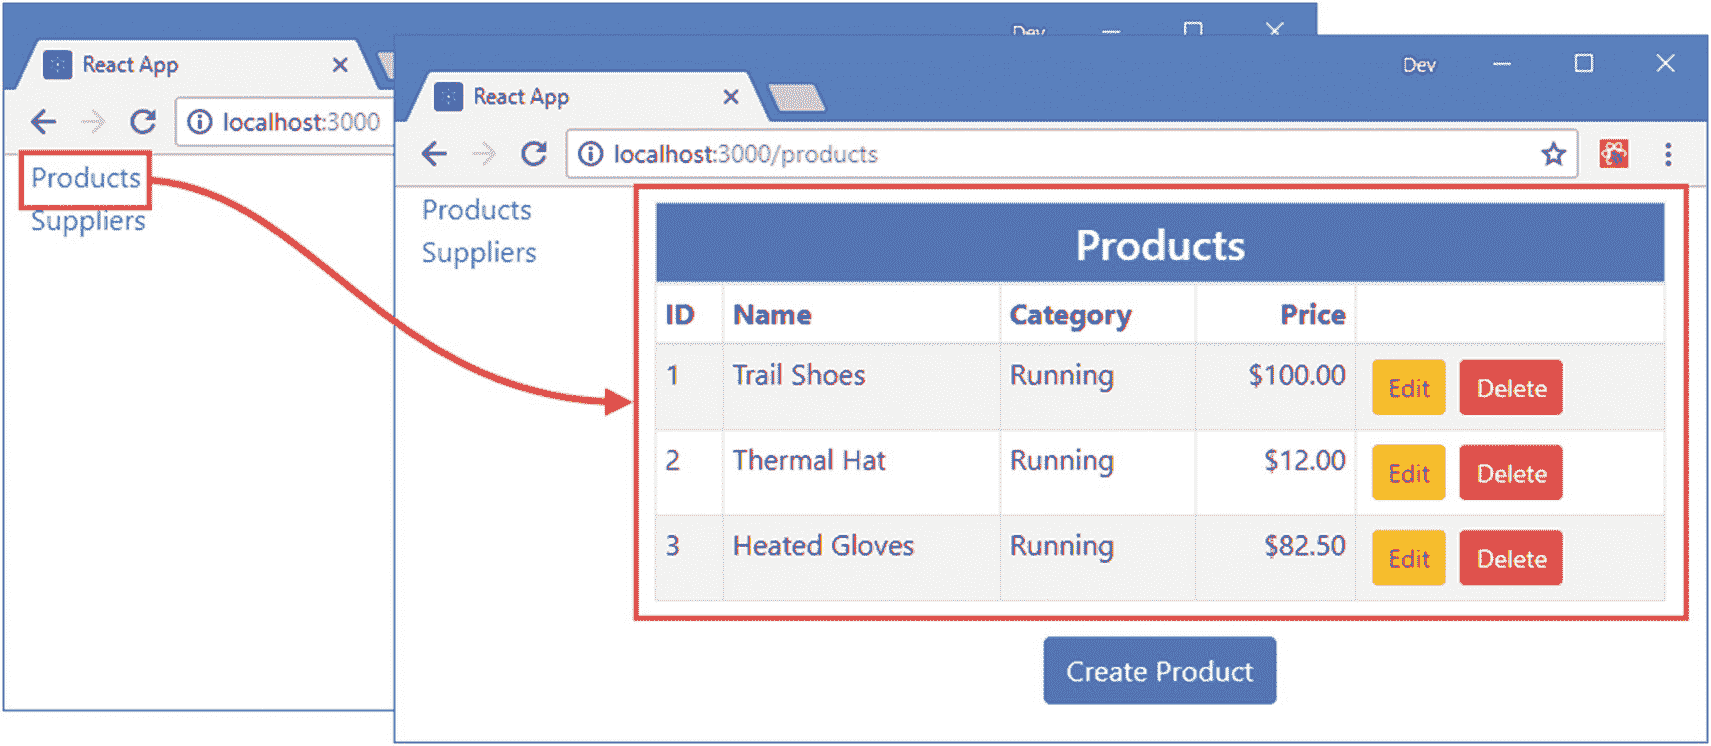 Dev
React App
localhost:3000
Products
Suppliers
Dev
React App
localhost:3000/products
Products
Suppliers
Products
ID Name Category Price
1 Trail Shoes Running $100.00 Edit Delete
2 Thermal Hat Running $12.00 Edit Delete
3 Heated Gloves Running $82.50 Edit Delete
Create Product